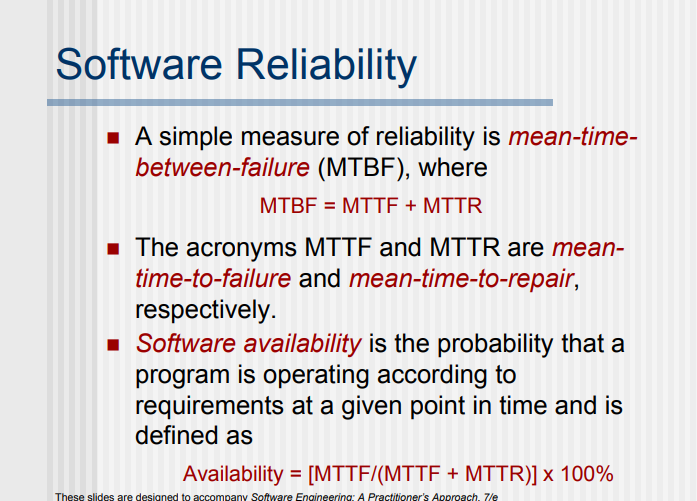 Software Reliability
A simple measure of reliability is mean-time-
between-failure (MTBF), where
MTBF = MTTF + MTTR
The acronyms MTTF and MTTR are mean-
time-to-failure and mean-time-to-repair,
respectively.
Software availability is the probability that a
program is operating according to
requirements at a given point in time and is
defined as
Availability = [MTTF/(MTTF + MTTR)] x 100%
These slides are designed to accompany Software Engineering: A Practitioner's Approach, 7/e